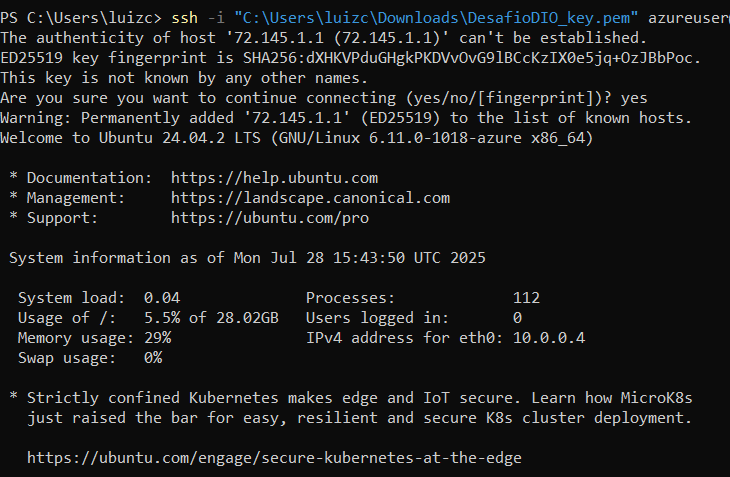 PS C:\Users\luizc> ssh -i "C:\Users\luizc\Downloads\DesafioDIO_key.pem" azureuser@
The authenticity of host '72.145.1.1 (72.145.1.1)' can't be established.
ED25519 key fingerprint is SHA256:dXHKVPduGHgkPKDVvOvG9lBCcKzIX0e5jq+OzJBbPoc.
This key is not known by any other names.
Are you sure you want to continue connecting (yes/no/[fingerprint])? yes
Warning: Permanently added '72.145.1.1' (ED25519) to the list of known hosts.
Welcome to Ubuntu 24.04.2 LTS (GNU/Linux 6.11.0-1018-azure x86_64)
* Documentation:  https://help.ubuntu.com
* Management:     https://landscape.canonical.com
* Support:        https://ubuntu.com/pro
System information as of Mon Jul 28 15:43:50 UTC 2025
System load:  0.04               Processes:             112
Usage of /:   5.5% of 28.02GB   Users logged in:       0
Memory usage: 29%                IPv4 address for eth0: 10.0.0.4
Swap usage:   0%
* Strictly confined Kubernetes makes edge and IoT secure. Learn how MicroK8s
just raised the bar for easy, resilient and secure K8s cluster deployment.
https://ubuntu.com/engage/secure-kubernetes-at-the-edge